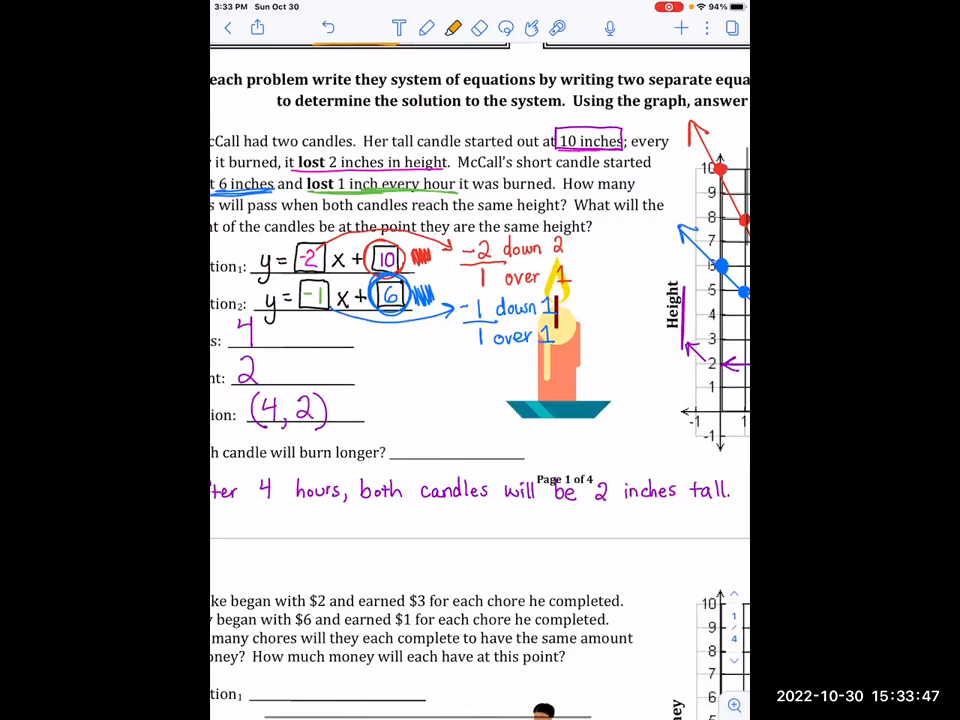 3:33 PM Sun Oct 30
94%
each problem write they system of equations by writing two separate equa
to determine the solution to the system. Using the graph, answer
cCall had two candles. Her tall candle started out at 10 inches; every
it burned, it lost 2 inches in height. McCall's short candle started
t 6 inches and lost 1 inch every hour it was burned. How many
s will pass when both candles reach the same height? What will the
nt of the candles be at the point they are the same height?
tion1: y = -2 x + 10
-2 down 2
1 over 1
tion2: y = -1 x + 6
-1 down 1
1 over 1
s: 4
nt: 2
ion: (4, 2)
h candle will burn longer?
Page 1 of 4
ter 4 hours, both candles will be 2 inches tall.
Height
10
9
8
7
6
5
4
3
2
1
-1 1
-1
ke began with $2 and earned $3 for each chore he completed.
y began with $6 and earned $1 for each chore he completed.
many chores will they each complete to have the same amount
oney? How much money will each have at this point?
tion1
10
9
8
7
6
5
ney
1
/
4
2022-10-30 15:33:47